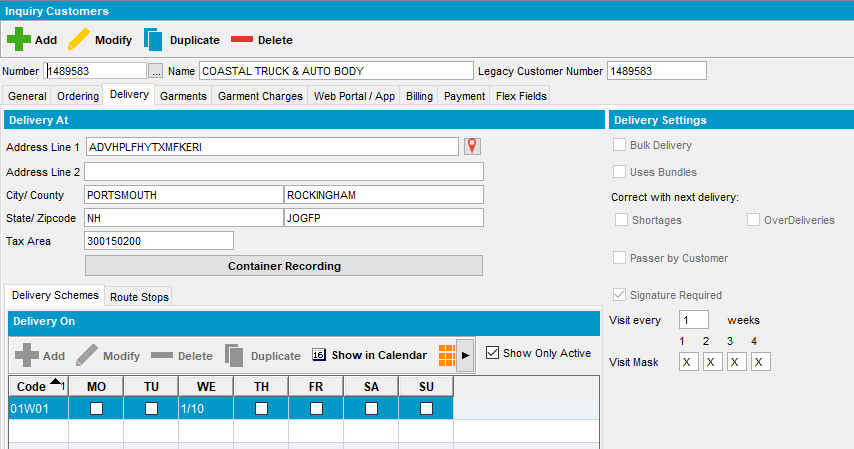 Inquiry Customers
Add Modify Duplicate Delete
Number 1489583 ... Name COASTAL TRUCK & AUTO BODY Legacy Customer Number 1489583
General Ordering Delivery Garments Garment Charges Web Portal / App Billing Payment Flex Fields
Delivery At
Address Line 1 ADVHPLFHYTXMFKERI
Address Line 2
City/ County PORTSMOUTH ROCKINGHAM
State/ Zipcode NH JOGFP
Tax Area 300150200
Container Recording
Delivery Schemes Route Stops
Delivery On
Add Modify Delete Duplicate 16 Show in Calendar Show Only Active
Code 1 MO TU WE TH FR SA SU
01W01 1/10
Delivery Settings
Bulk Delivery
Uses Bundles
Correct with next delivery:
Shortages OverDeliveries
Passer by Customer
Signature Required
Visit every 1 weeks
1 2 3 4
Visit Mask X X X X